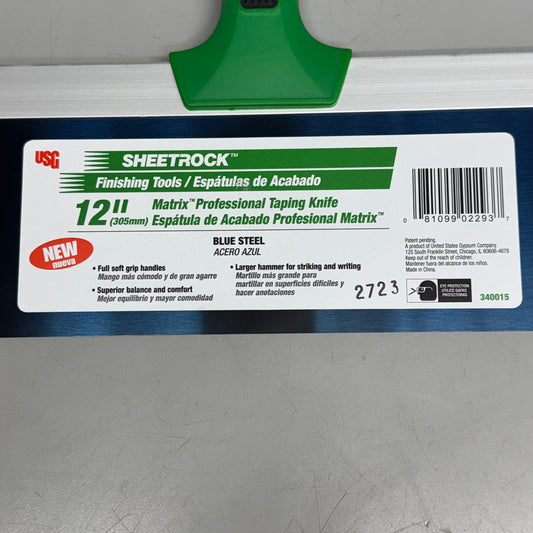 USG
SHEETROCK™
Finishing Tools / Espátulas de Acabado
12"
(305mm)
Matrix™ Professional Taping Knife
Espátula de Acabado Profesional Matrix™
BLUE STEEL
ACERO AZUL
NEW
nueva
• Full soft grip handles
Mango más cómodo y de gran agarre
• Superior balance and comfort
Mejor equilibrio y mayor comodidad
• Larger hammer for striking and writing
Martillo más grande para
martillar en superficies difíciles y
hacer anotaciones
2723
0 81099 02293 7
Patent pending.
A product of United States Gypsum Company.
125 South Franklin Street, Chicago, IL 60606-4678
Keep out of the reach of children.
Mantener fuera del alcance de los niños.
Made in China.
EYE PROTECTION
UTILICE GAFAS
PROTECTORAS
340015